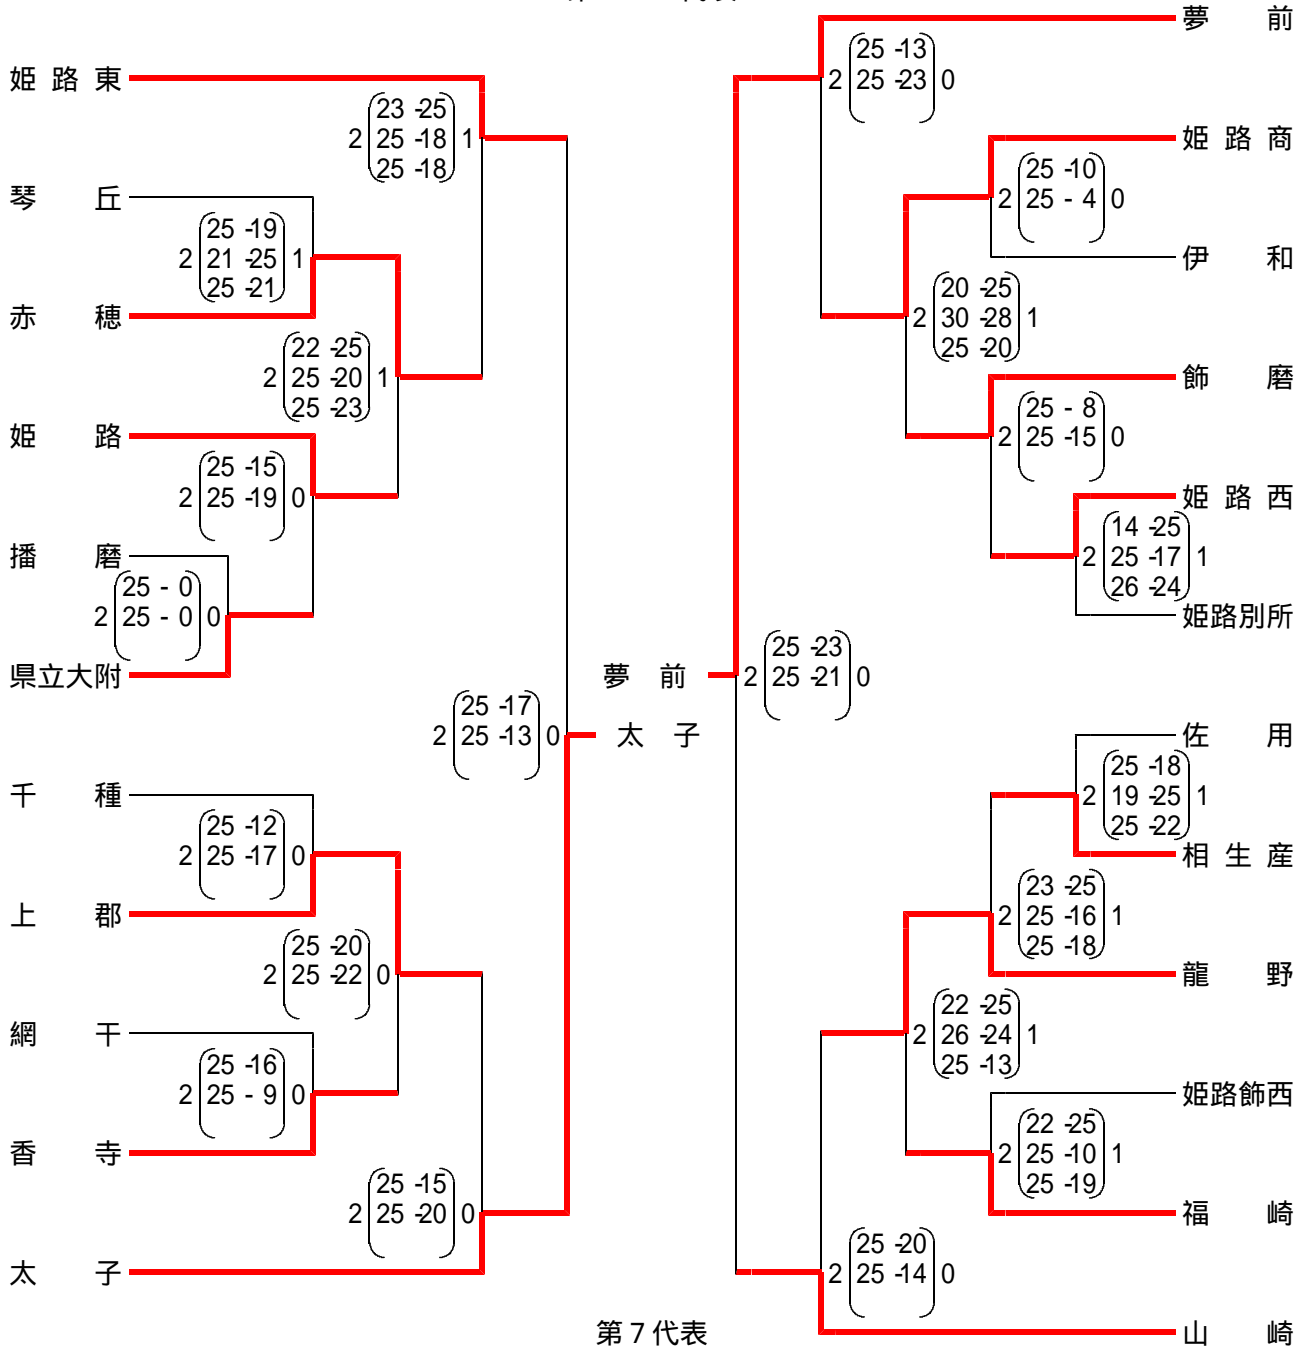 夢前
25 -13
2 25 -23 0
姫路東
23 -25
2 25 -18 1
25 -18
姫路商
25 -10
2 25 - 4 0
伊和
琴丘
25 -19
2 21 -25 1
25 -21
赤穂
20 -25
2 30 -28 1
25 -20
22 -25
2 25 -20 1
25 -23
飾磨
25 - 8
2 25 -15 0
姫路
25 -15
2 25 -19 0
姫路西
14 -25
2 25 -17 1
26 -24
姫路別所
播磨
25 - 0
2 25 - 0 0
県立大附
夢前
25 -23
2 25 -21 0
25 -17
2 25 -13 0
太子
佐用
25 -18
2 19 -25 1
25 -22
相生産
千種
25 -12
2 25 -17 0
上郡
23 -25
2 25 -16 1
25 -18
龍野
25 -20
2 25 -22 0
22 -25
2 26 -24 1
25 -13
網干
25 -16
2 25 - 9 0
香寺
姫路飾西
22 -25
2 25 -10 1
25 -19
福崎
25 -15
2 25 -20 0
太子
25 -20
2 25 -14 0
第7代表
山崎